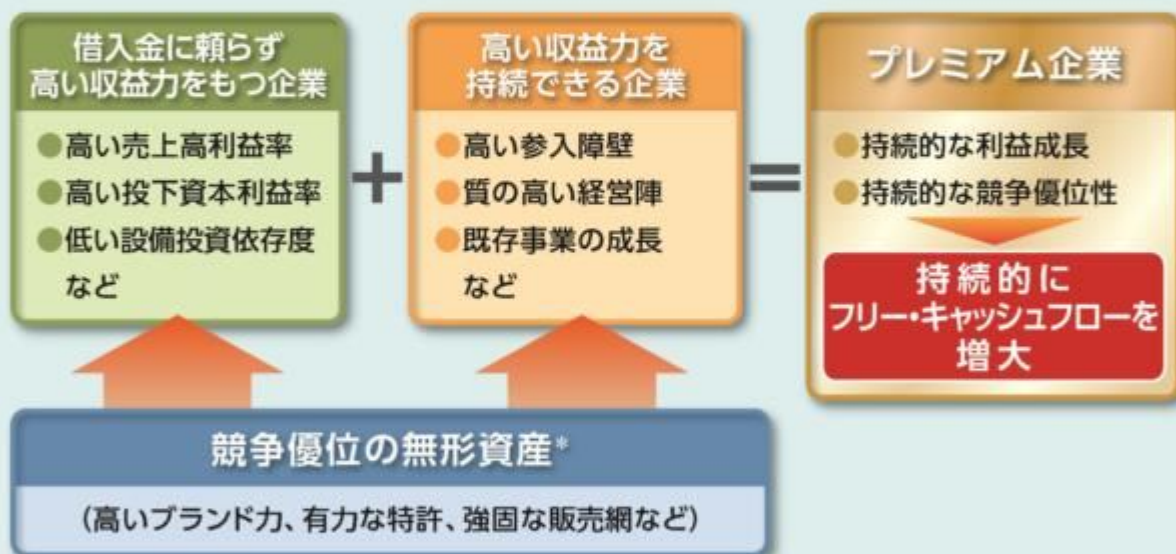 借入金に頼らず
高い収益力をもつ企業
●高い売上高利益率
●高い投下資本利益率
●低い設備投資依存度
など
+
高い収益力を
持続できる企業
●高い参入障壁
●質の高い経営陣
●既存事業の成長
など
=
プレミアム企業
●持続的な利益成長
●持続的な競争優位性
持続的に
フリー・キャッシュフローを
増大
競争優位の無形資産*
(高いブランド力、有力な特許、強固な販売網など)